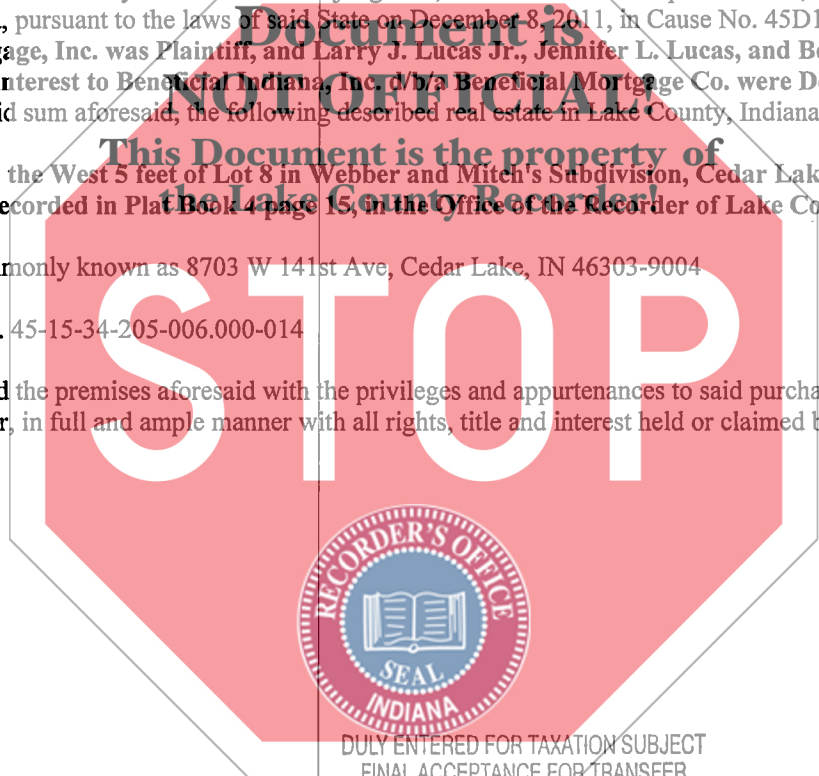 , pursuant to the laws of said State on December 8, 2011, in Cause No. 45D1
Document is
gage, Inc. was Plaintiff, and Larry J. Lucas Jr., Jennifer L. Lucas, and Be
nterest to Beneficial Indiana, Inc. d/b/a Beneficial Mortgage Co. were De
NOT OFFICIAL!
id sum aforesaid, the following described real estate in Lake County, Indiana
This Document is the property of
the West 5 feet of Lot 8 in Webber and Mitch's Subdivision, Cedar Lak
the Lake County Recorder!
ecorded in Plat Book 4 page 15, in the Office of the Recorder of Lake Co
monly known as 8703 W 141st Ave, Cedar Lake, IN 46303-9004
. 45-15-34-205-006.000-014
STOP
d the premises aforesaid with the privileges and appurtenances to said purcha
r, in full and ample manner with all rights, title and interest held or claimed b
RECORDER'S OFFICE
SEAL
INDIANA
DULY ENTERED FOR TAXATION SUBJECT
FINAL ACCEPTANCE FOR TRANSFER